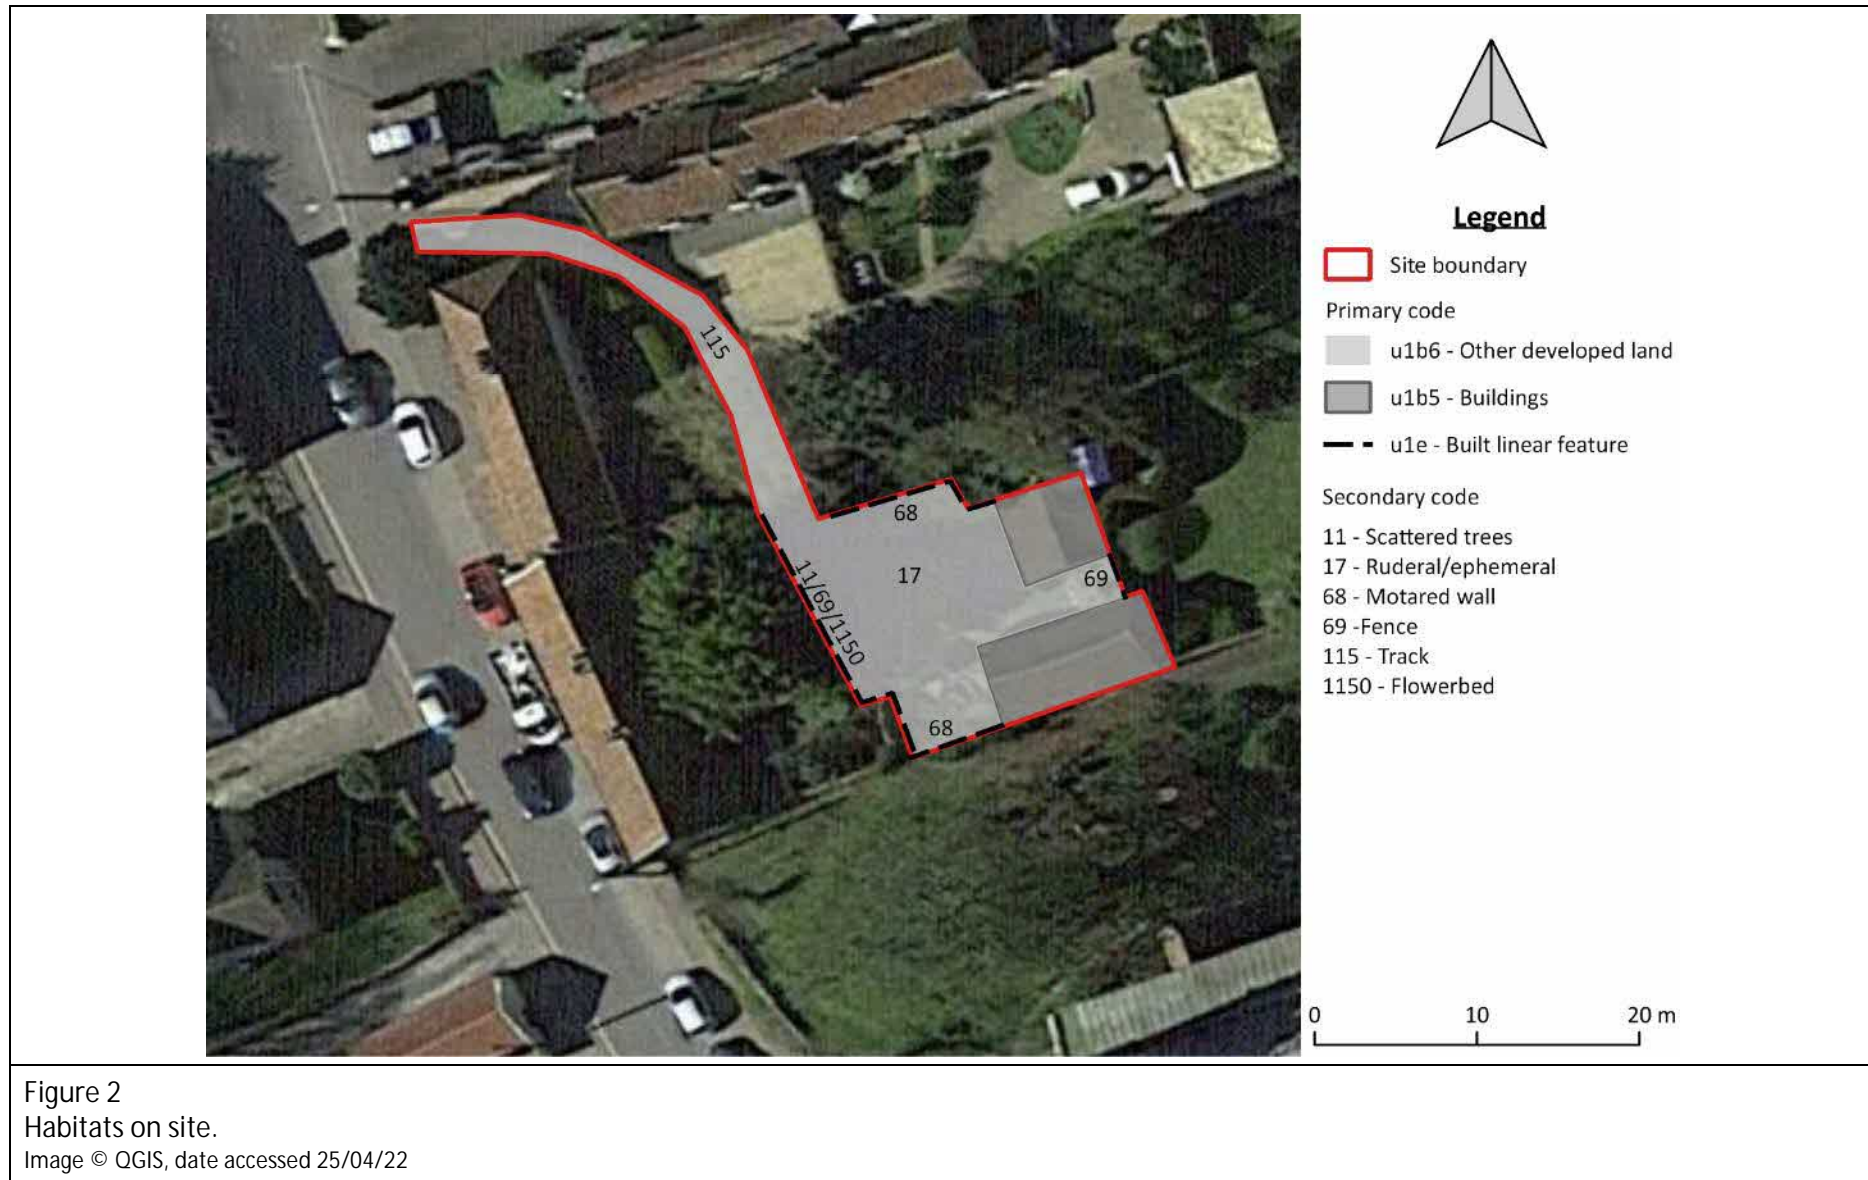 115
68
17
69
11/69/1150
68
Legend
Site boundary
Primary code
u1b6 - Other developed land
u1b5 - Buildings
u1e - Built linear feature
Secondary code
11 - Scattered trees
17 - Ruderal/ephemeral
68 - Motared wall
69 -Fence
115 - Track
1150 - Flowerbed
0 10 20 m
Figure 2
Habitats on site.
Image © QGIS, date accessed 25/04/22